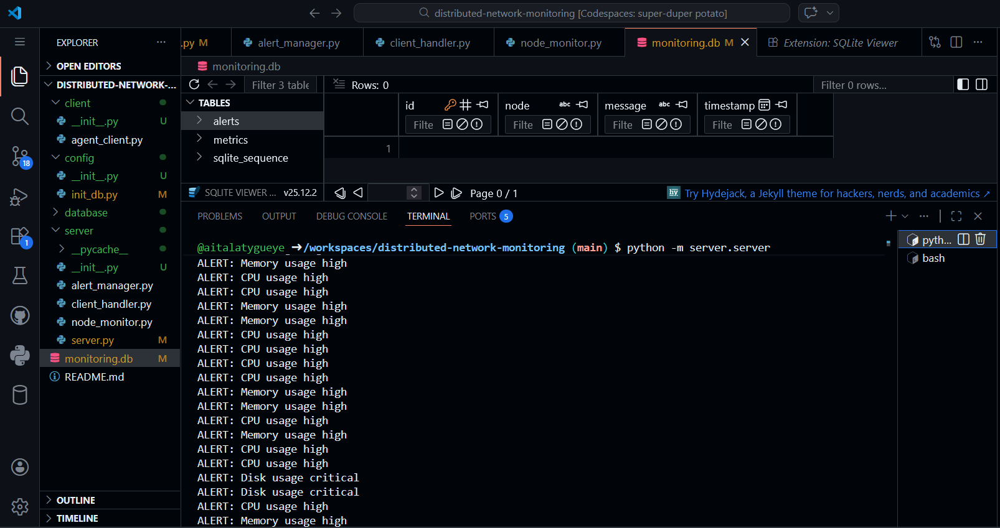 distributed-network-monitoring [Codespaces: super-duper potato]
EXPLORER
.py M
alert_manager.py
client_handler.py
node_monitor.py
monitoring.db M
Extension: SQLite Viewer
OPEN EDITORS
DISTRIBUTED-NETWORK-...
client
__init__.py U
agent_client.py
config
__init__.py U
init_db.py M
database
server
__pycache__
__init__.py U
alert_manager.py
client_handler.py
node_monitor.py
server.py M
monitoring.db M
README.md
OUTLINE
TIMELINE
18
1
monitoring.db
Filter 3 table
Rows: 0
Filter 0 rows...
TABLES
alerts
metrics
sqlite_sequence
id
node abc
message abc
timestamp
Filte
Filte
Filte
Filte
1
SQLITE VIEWER ... v25.12.2
Page 0 / 1
hy Try Hydejack, a Jekyll theme for hackers, nerds, and academics ↗
PROBLEMS
OUTPUT
DEBUG CONSOLE
TERMINAL
PORTS 5
pyth...
bash
@aitalatygueye ➜/workspaces/distributed-network-monitoring (main) $ python -m server.server
ALERT: Memory usage high
ALERT: CPU usage high
ALERT: CPU usage high
ALERT: Memory usage high
ALERT: Memory usage high
ALERT: CPU usage high
ALERT: CPU usage high
ALERT: CPU usage high
ALERT: CPU usage high
ALERT: Memory usage high
ALERT: Memory usage high
ALERT: CPU usage high
ALERT: Memory usage high
ALERT: CPU usage high
ALERT: CPU usage high
ALERT: Disk usage critical
ALERT: Disk usage critical
ALERT: CPU usage high
ALERT: Memory usage high